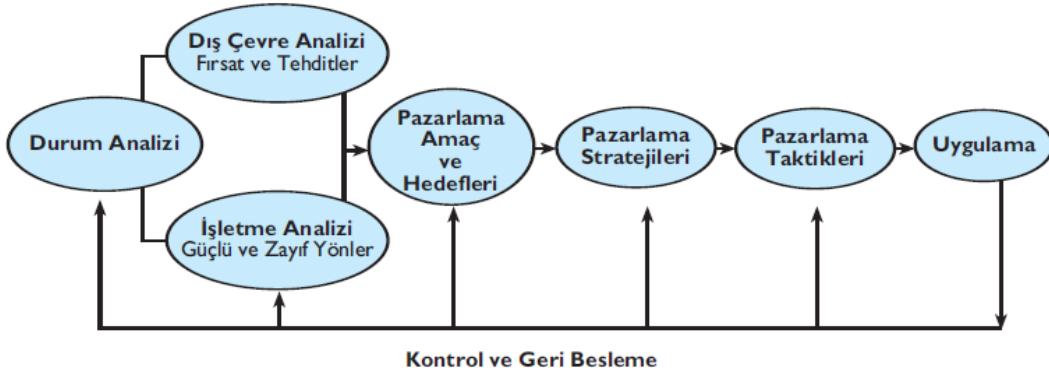 Durum Analizi
Dış Çevre Analizi
Fırsat ve Tehditler
İşletme Analizi
Güçlü ve Zayıf Yönler
Pazarlama
Amaç
ve
Hedefleri
Pazarlama
Stratejileri
Pazarlama
Taktikleri
Uygulama
Kontrol ve Geri Besleme